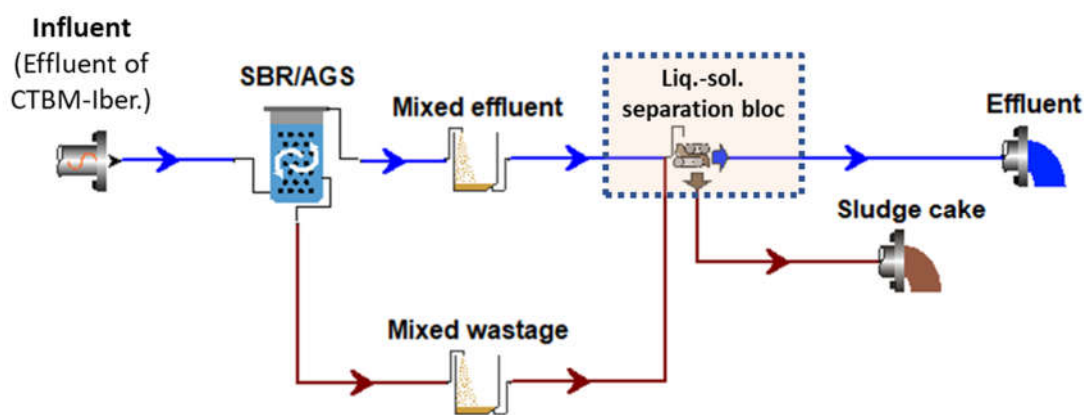 Influent
(Effluent of
CTBM-Iber.)
SBR/AGS
Mixed effluent
Liq.-sol.
separation bloc
Effluent
Sludge cake
Mixed wastage